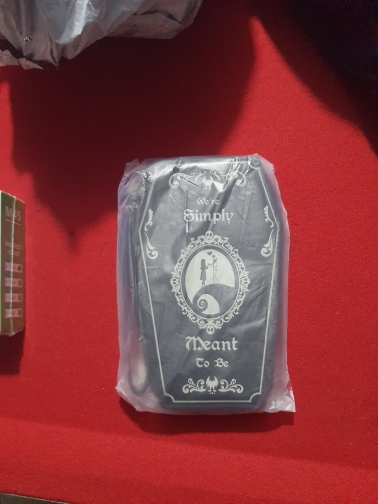 We're
Simply
Meant
To Be